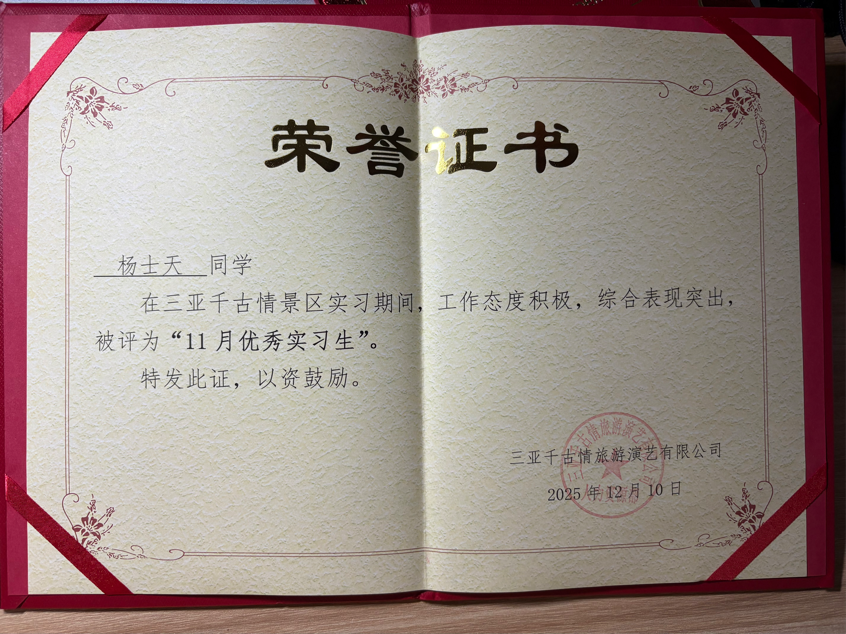 荣誉证书
杨士天 同学
在三亚千古情景区实习期间，工作态度积极，综合表现突出，
被评为“11月优秀实习生”。
特发此证，以资鼓励。
三亚千古情旅游演艺有限公司
2025年12月10日